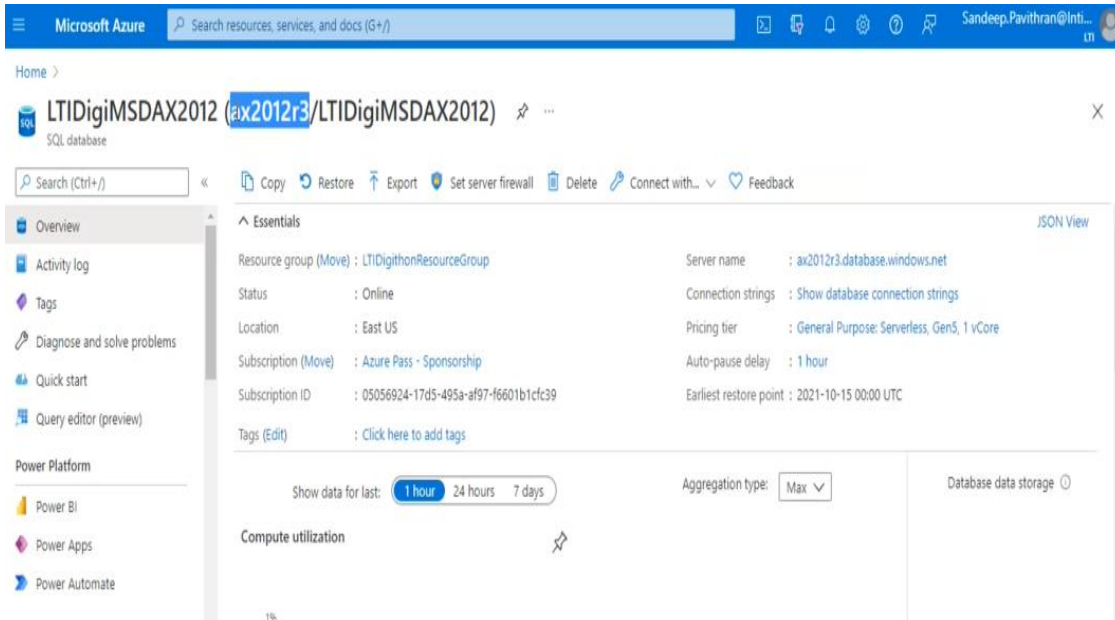 Microsoft Azure
Search resources, services, and docs (G+/)
Sandeep.Pavithran@lnti...
LTI
Home >
LTIDigiMSDAX2012 (ax2012r3/LTIDigiMSDAX2012)
SQL
SQL database
Search (Ctrl+/)
Copy Restore Export Set server firewall Delete Connect with... Feedback
Overview
Activity log
Tags
Diagnose and solve problems
Quick start
Query editor (preview)
Power Platform
Power BI
Power Apps
Power Automate
Essentials
JSON View
Resource group (Move) : LTIDigithonResourceGroup
Status : Online
Location : East US
Subscription (Move) : Azure Pass - Sponsorship
Subscription ID : 05056924-17d5-495a-af97-f6601b1cfc39
Tags (Edit) : Click here to add tags
Server name : ax2012r3.database.windows.net
Connection strings : Show database connection strings
Pricing tier : General Purpose: Serverless, Gen5, 1 vCore
Auto-pause delay : 1 hour
Earliest restore point : 2021-10-15 00:00 UTC
Show data for last: 1 hour 24 hours 7 days
Aggregation type: Max
Database data storage
Compute utilization
1%